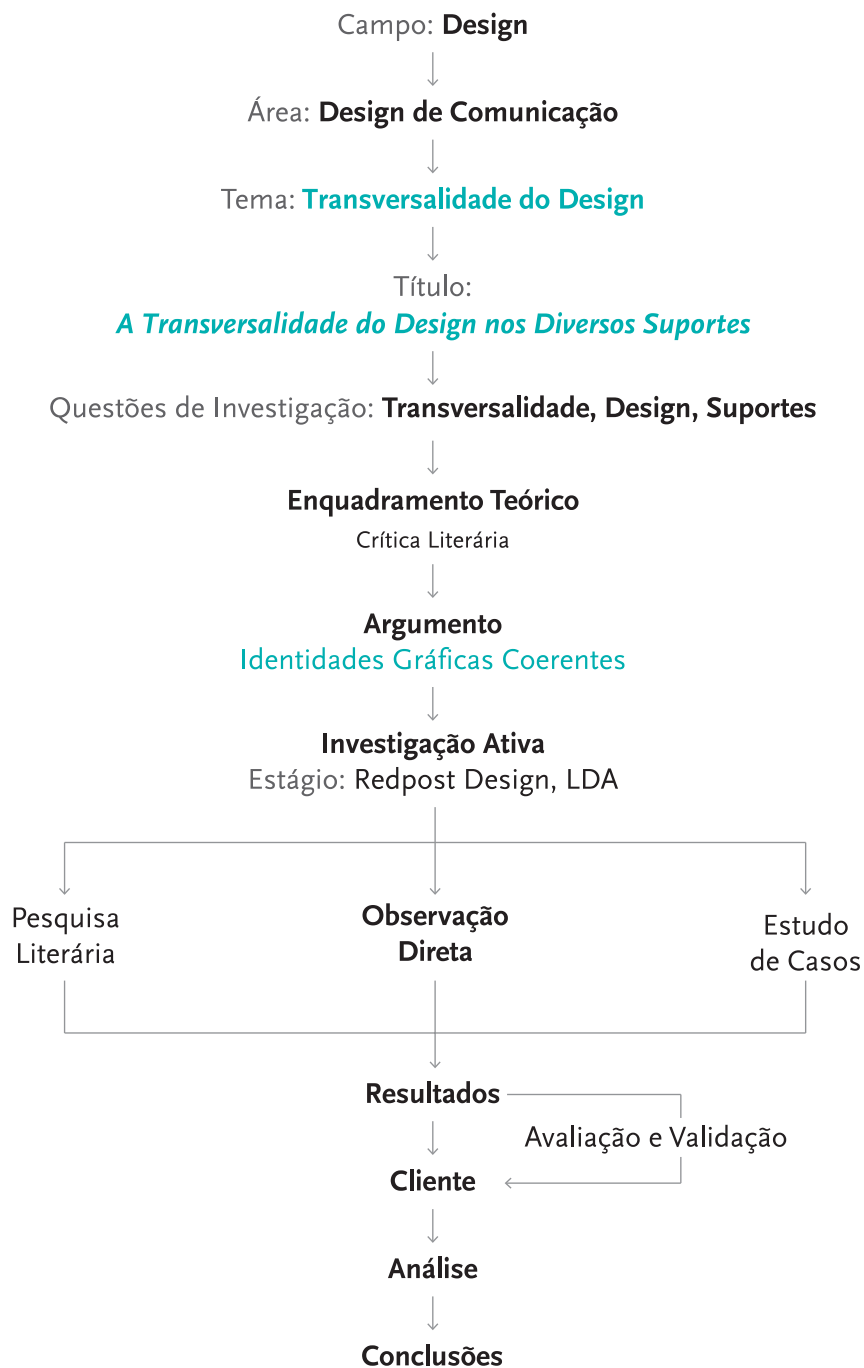 Campo: Design
Área: Design de Comunicação
Tema: Transversalidade do Design
Título:
A Transversalidade do Design nos Diversos Suportes
Questões de Investigação: Transversalidade, Design, Suportes
Enquadramento Teórico
Crítica Literária
Argumento
Identidades Gráficas Coerentes
Investigação Ativa
Estágio: Redpost Design, LDA
Pesquisa
Literária
Observação
Direta
Estudo
de Casos
Resultados
Avaliação e Validação
Cliente
Análise
Conclusões